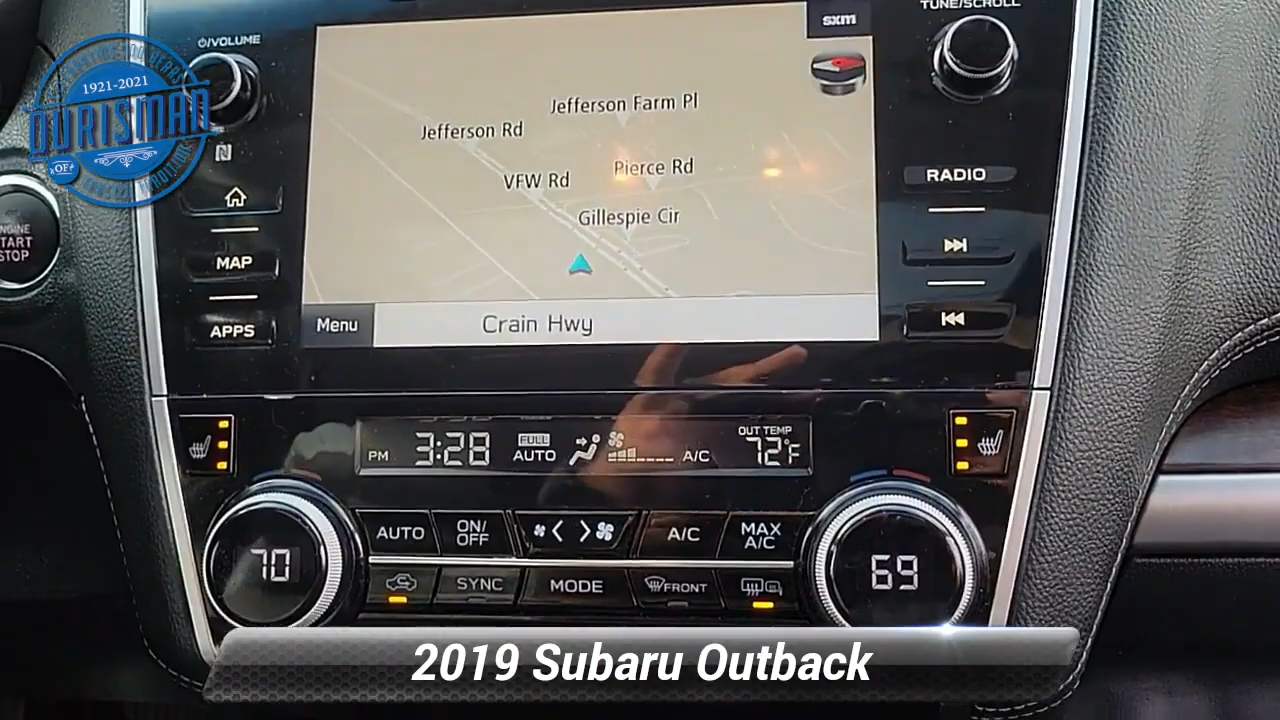 TUNE/SCROLL
sxm
⏻/VOLUME
1921-2021
OURISMAN
OF
N
Jefferson Farm Pl
Jefferson Rd
Pierce Rd
VFW Rd
Gillespie Cir
RADIO
ENGINE
START
STOP
MAP
APPS
Menu
Crain Hwy
PM 3:28
FULL
AUTO
A/C
OUT TEMP
72°F
AUTO
ON/
OFF
A/C
MAX
A/C
70
69
SYNC
MODE
FRONT
2019 Subaru Outback